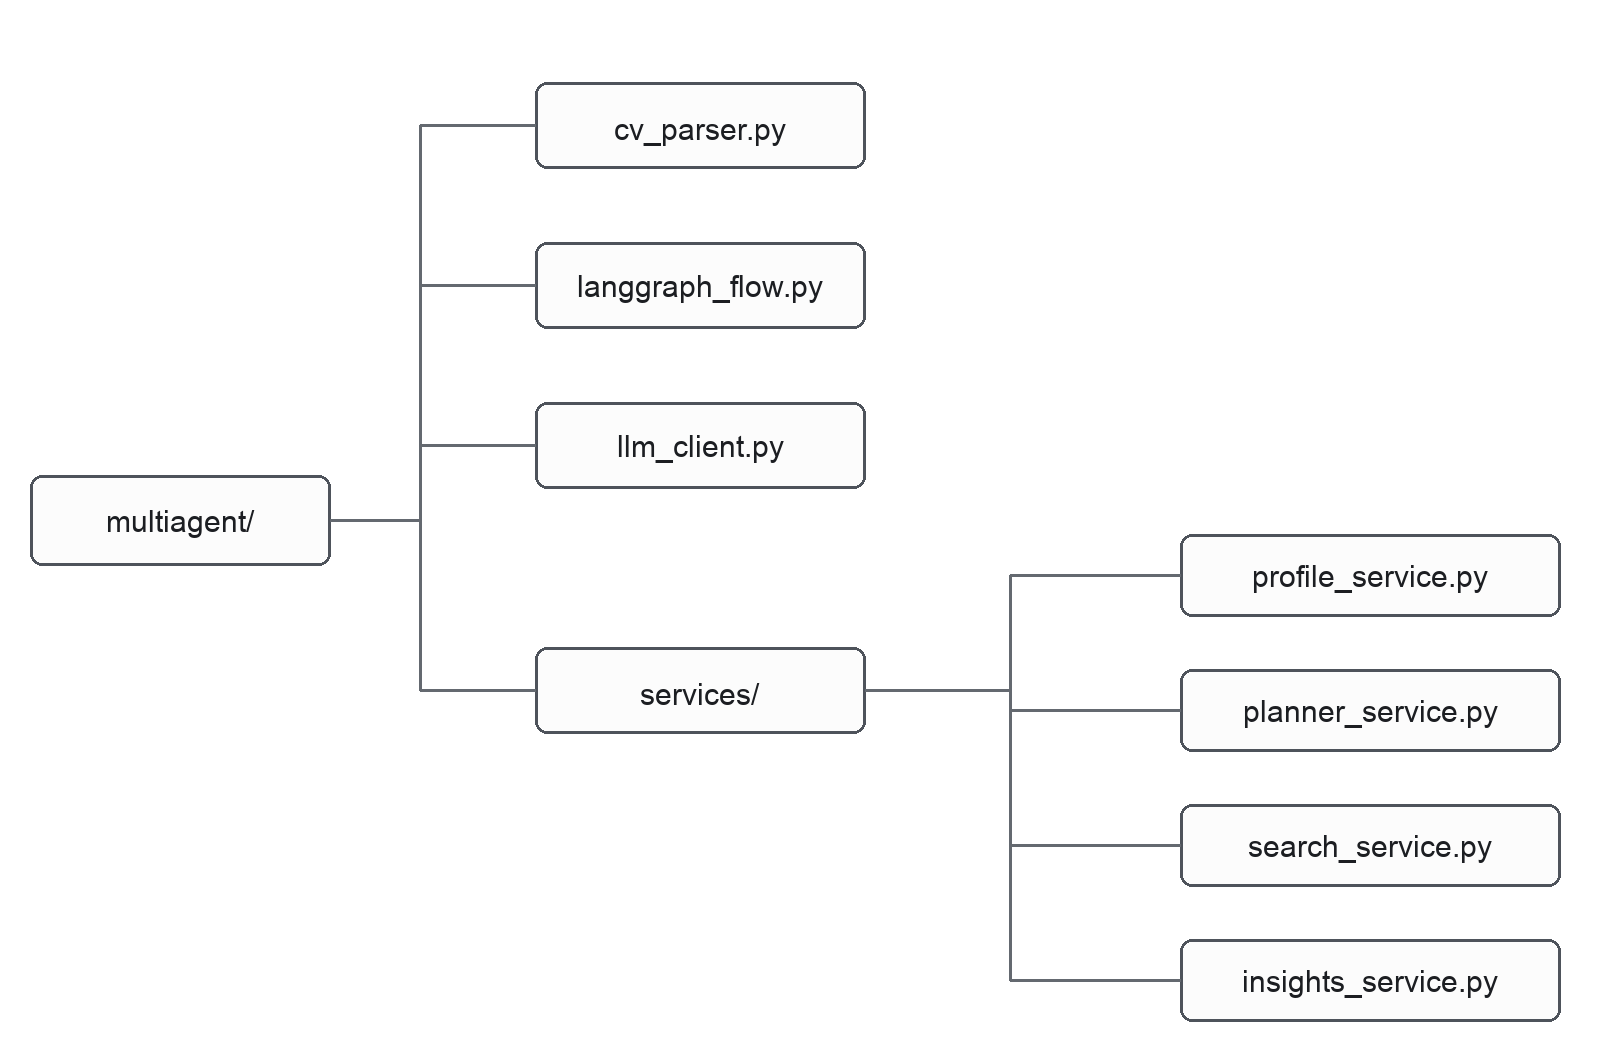 cv_parser.py
langgraph_flow.py
llm_client.py
multiagent/
services/
profile_service.py
planner_service.py
search_service.py
insights_service.py